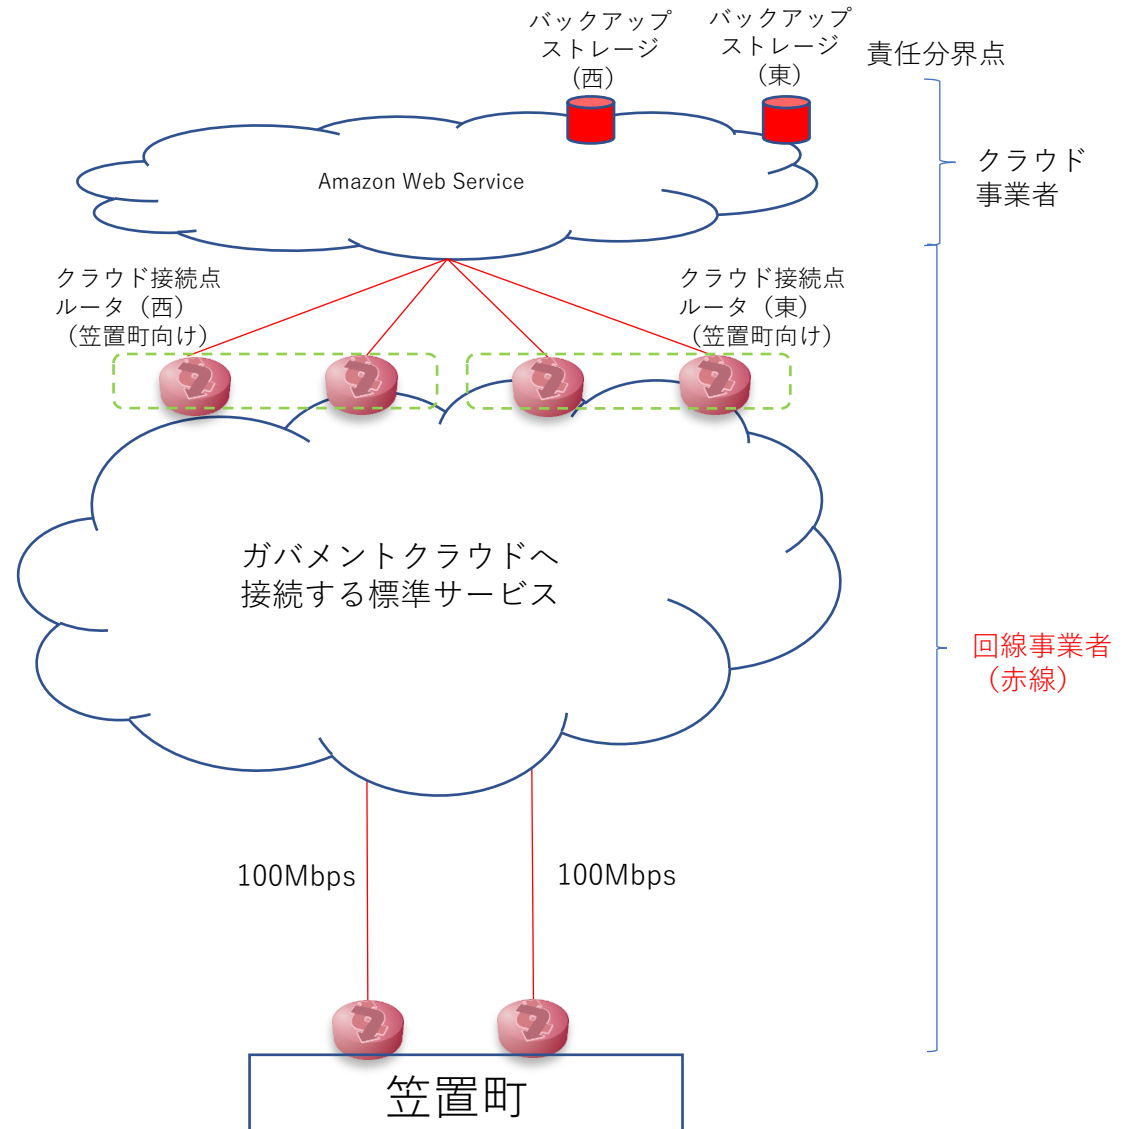 バックアップ
ストレージ
（西）
バックアップ
ストレージ
（東）
責任分界点
クラウド
事業者
Amazon Web Service
クラウド接続点
ルータ（西）
（笠置町向け）
クラウド接続点
ルータ（東）
（笠置町向け）
ガバメントクラウドへ
接続する標準サービス
回線事業者
（赤線）
100Mbps
100Mbps
笠置町